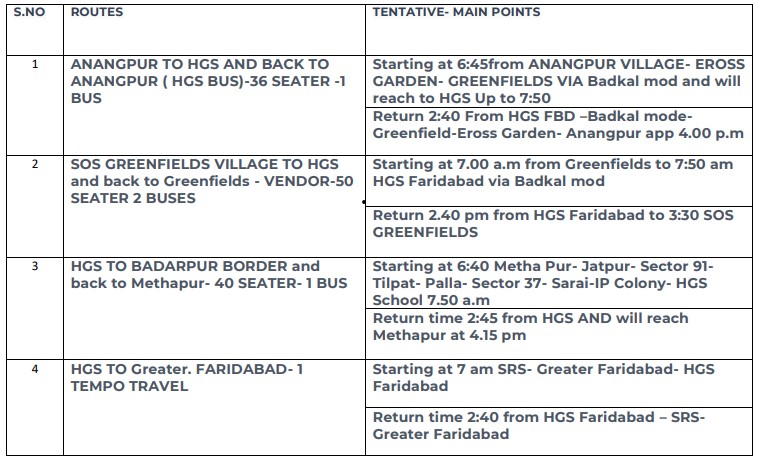 S.NO ROUTES TENTATIVE- MAIN POINTS
1 ANANGPUR TO HGS AND BACK TO
ANANGPUR ( HGS BUS)-36 SEATER -1
BUS
Starting at 6:45from ANANGPUR VILLAGE- EROSS
GARDEN- GREENFIELDS VIA Badkal mod and will
reach to HGS Up to 7:50
Return 2:40 From HGS FBD –Badkal mode-
Greenfield-Eross Garden- Anangpur app 4.00 p.m
2 SOS GREENFIELDS VILLAGE TO HGS
and back to Greenfields - VENDOR-50
SEATER 2 BUSES
Starting at 7.00 a.m from Greenfields to 7:50 am
HGS Faridabad via Badkal mod
Return 2.40 pm from HGS Faridabad to 3:30 SOS
GREENFIELDS
3 HGS TO BADARPUR BORDER and
back to Methapur- 40 SEATER- 1 BUS
Starting at 6:40 Metha Pur- Jatpur- Sector 91-
Tilpat- Palla- Sector 37- Sarai-IP Colony- HGS
School 7.50 a.m
Return time 2:45 from HGS AND will reach
Methapur at 4.15 pm
4 HGS TO Greater. FARIDABAD- 1
TEMPO TRAVEL
Starting at 7 am SRS- Greater Faridabad- HGS
Faridabad
Return time 2:40 from HGS Faridabad – SRS-
Greater Faridabad